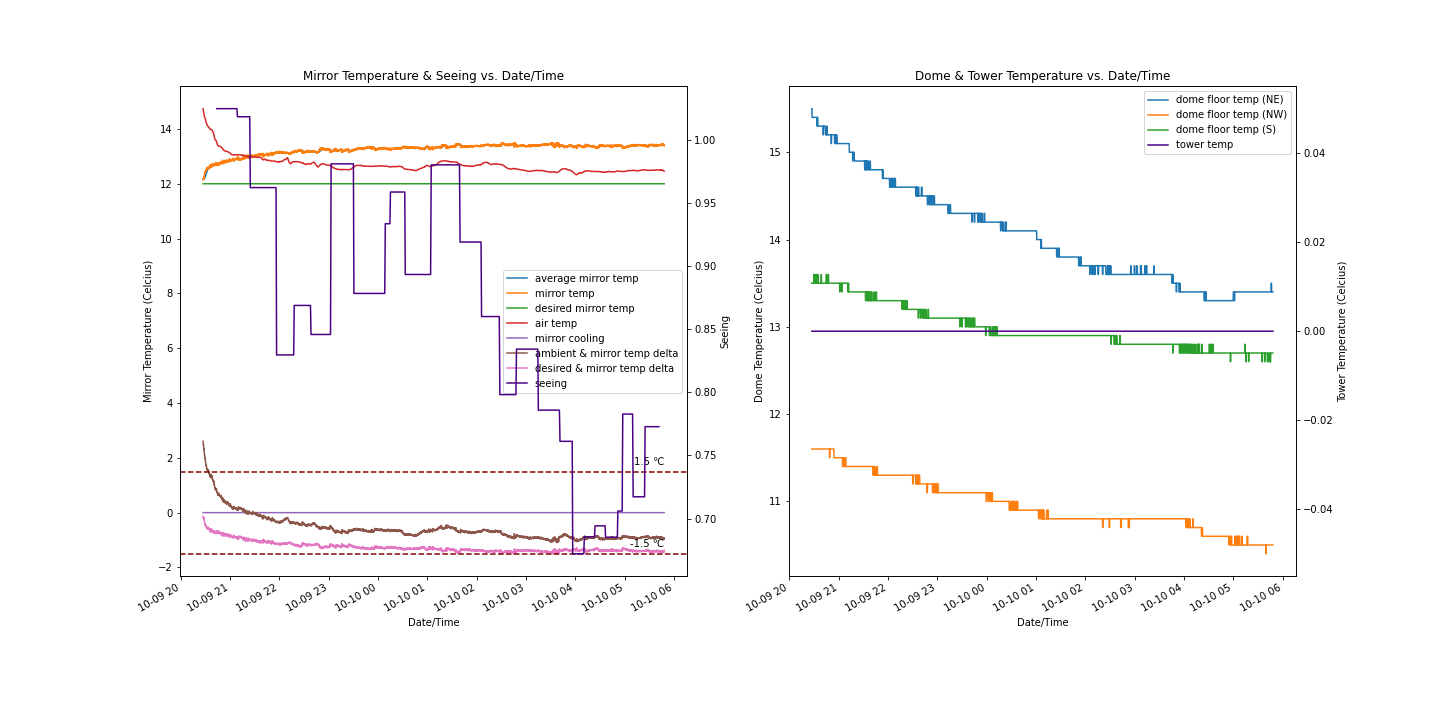 Mirror Temperature & Seeing vs. Date/Time
Mirror Temperature (Celcius)
14
12
10
8
6
4
2
0
−2
1.00
0.95
0.90
0.85
0.80
0.75
0.70
Seeing
average mirror temp
mirror temp
desired mirror temp
air temp
mirror cooling
ambient & mirror temp delta
desired & mirror temp delta
seeing
1.5 °C
-1.5 °C
10-09 20
10-09 21
10-09 22
10-09 23
10-10 00
10-10 01
10-10 02
10-10 03
10-10 04
10-10 05
10-10 06
Date/Time
Dome & Tower Temperature vs. Date/Time
Dome Temperature (Celcius)
15
14
13
12
11
dome floor temp (NE)
dome floor temp (NW)
dome floor temp (S)
tower temp
0.04
0.02
0.00
−0.02
−0.04
Tower Temperature (Celcius)
10-09 20
10-09 21
10-09 22
10-09 23
10-10 00
10-10 01
10-10 02
10-10 03
10-10 04
10-10 05
10-10 06
Date/Time